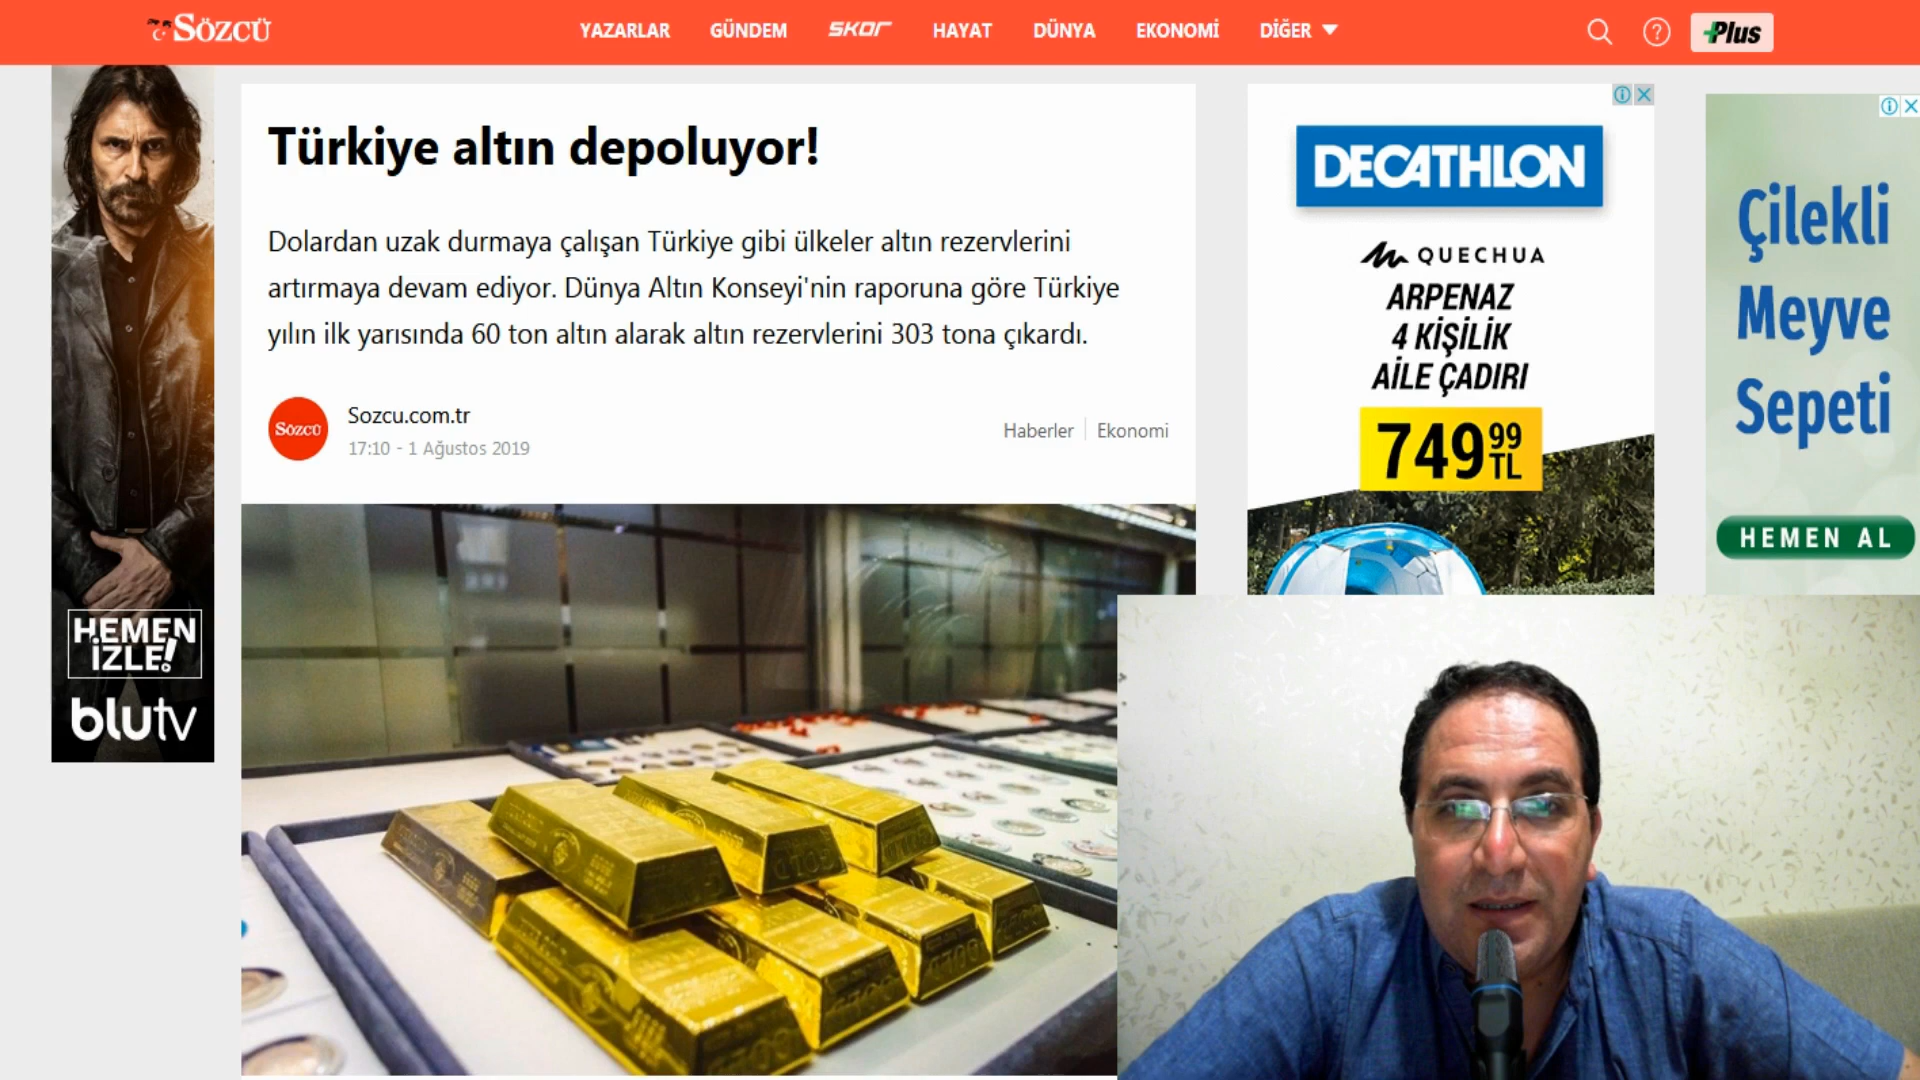 SÖZCÜ
YAZARLAR GÜNDEM SKOR HAYAT DÜNYA EKONOMİ DİĞER
Plus
Türkiye altın depoluyor!
Dolardan uzak durmaya çalışan Türkiye gibi ülkeler altın rezervlerini
artırmaya devam ediyor. Dünya Altın Konseyi'nin raporuna göre Türkiye
yılın ilk yarısında 60 ton altın alarak altın rezervlerini 303 tona çıkardı.
SÖZCÜ
Sozcu.com.tr
17:10 - 1 Ağustos 2019
Haberler Ekonomi
HEMEN
İZLE!
blutv
DECATHLON
QUECHUA
ARPENAZ
4 KİŞİLİK
AİLE ÇADIRI
749 99 TL
Çilekli
Meyve
Sepeti
HEMEN AL